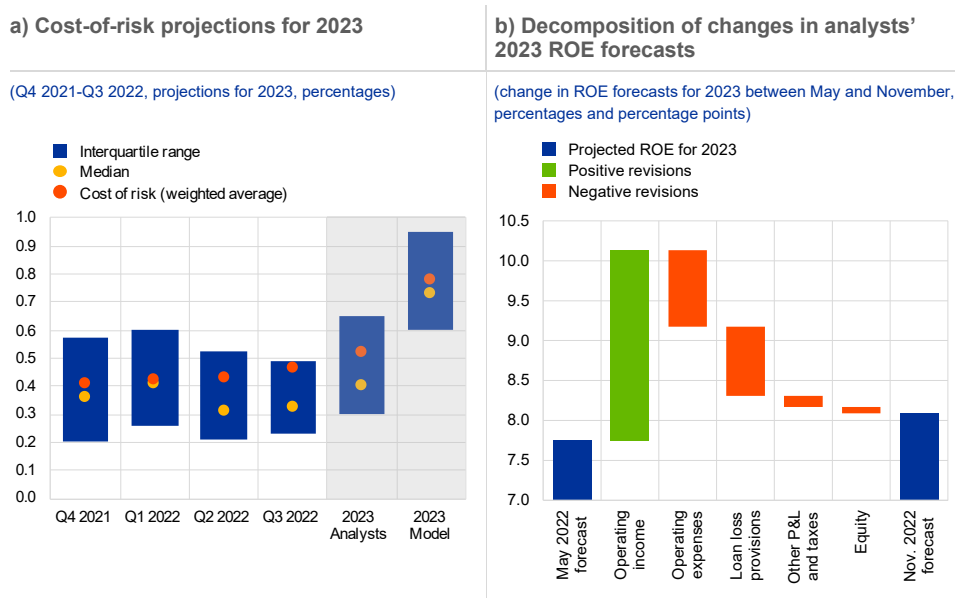 a) Cost-of-risk projections for 2023
(Q4 2021-Q3 2022, projections for 2023, percentages)
Interquartile range
Median
Cost of risk (weighted average)
1.0
0.9
0.8
0.7
0.6
0.5
0.4
0.3
0.2
0.1
0.0
Q4 2021
Q1 2022
Q2 2022
Q3 2022
2023
Analysts
2023
Model
b) Decomposition of changes in analysts’
2023 ROE forecasts
(change in ROE forecasts for 2023 between May and November,
percentages and percentage points)
Projected ROE for 2023
Positive revisions
Negative revisions
10.5
10.0
9.5
9.0
8.5
8.0
7.5
7.0
May 2022
forecast
Operating
income
Operating
expenses
Loan loss
provisions
Other P&L
and taxes
Equity
Nov. 2022
forecast